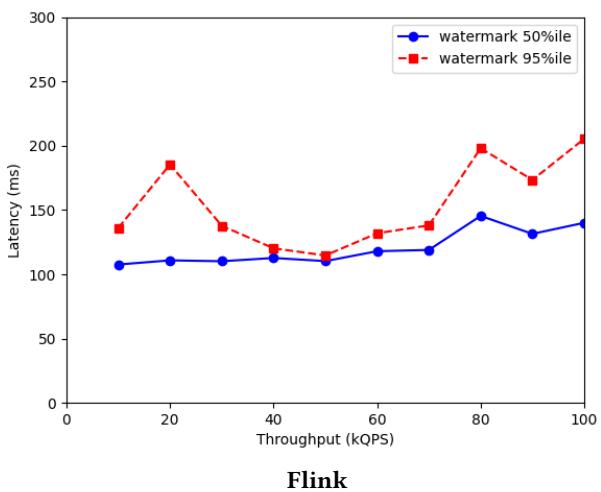 300
250
200
150
100
50
0
Latency (ms)
watermark 50%ile
watermark 95%ile
0 20 40 60 80 100
Throughput (kQPS)
Flink